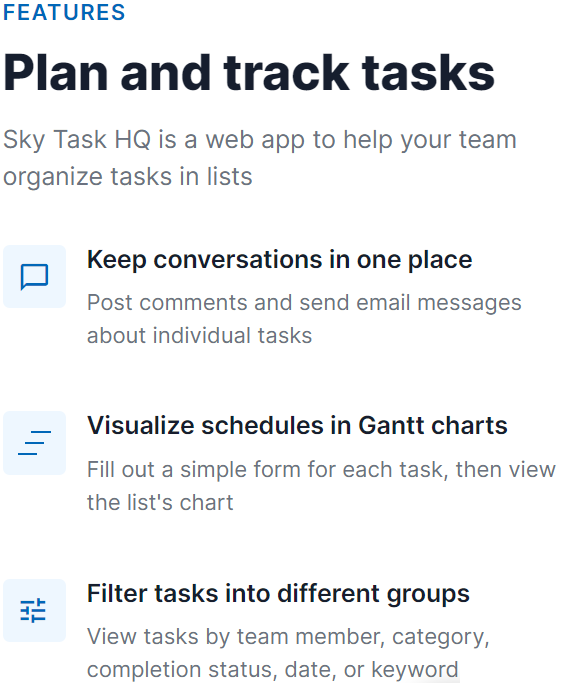 FEATURES
Plan and track tasks
Sky Task HQ is a web app to help your team
organize tasks in lists
Keep conversations in one place
Post comments and send email messages
about individual tasks
Visualize schedules in Gantt charts
Fill out a simple form for each task, then view
the list's chart
Filter tasks into different groups
View tasks by team member, category,
completion status, date, or keyword